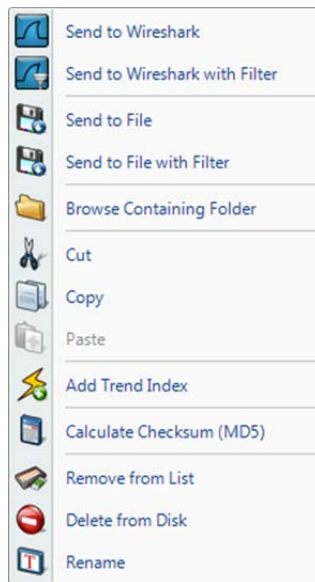 Send to Wireshark
Send to Wireshark with Filter
Send to File
Send to File with Filter
Browse Containing Folder
Cut
Copy
Paste
Add Trend Index
Calculate Checksum (MD5)
Remove from List
Delete from Disk
Rename